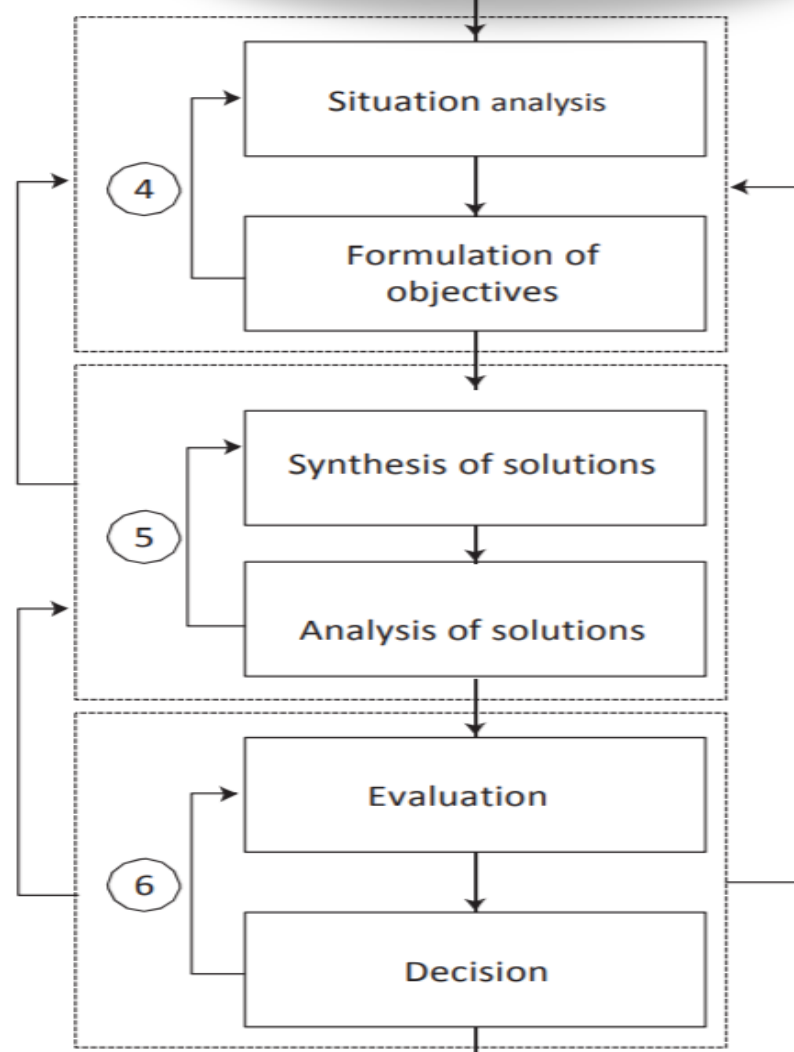 Situation analysis
4
Formulation of
objectives
Synthesis of solutions
5
Analysis of solutions
Evaluation
6
Decision